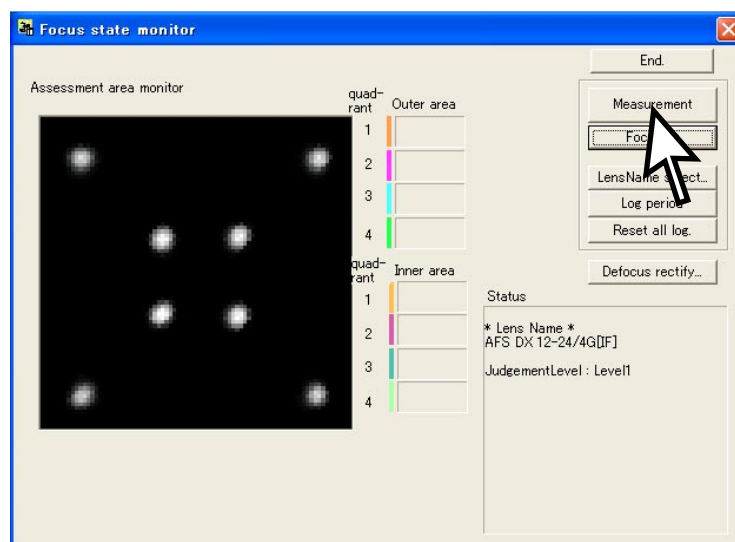 Focus state monitor
End.
Assessment area monitor
quad-
rant
Outer area
1
2
3
4
quad-
rant
Inner area
1
2
3
4
Measurement
LensName
Log period
Reset all log.
Defocus rectify...
Status
* Lens Name *
AFS DX 12-24/4G[IF]
JudgementLevel : Level1